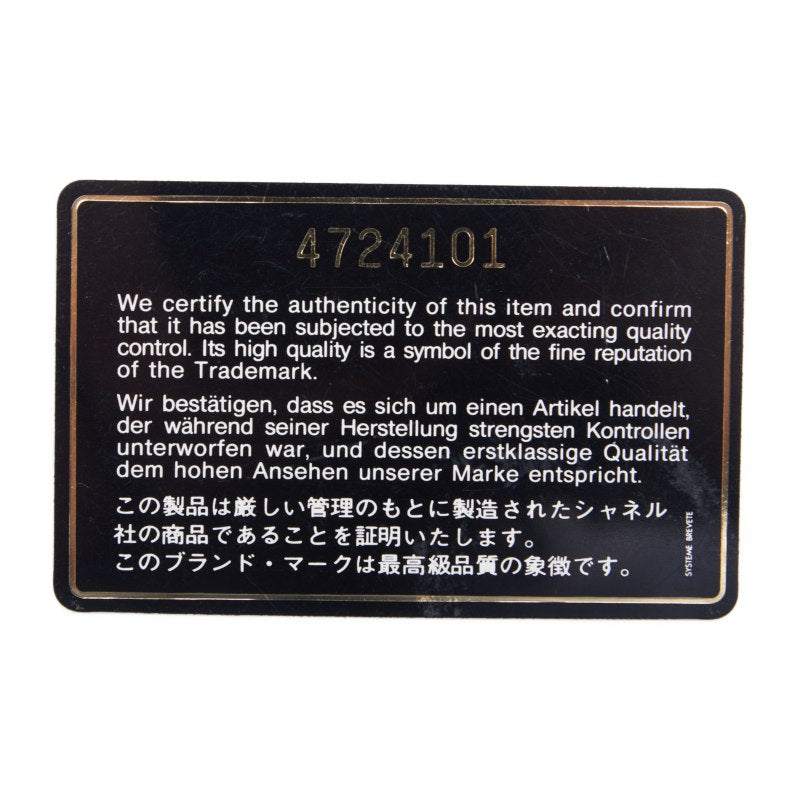 4724101
We certify the authenticity of this item and confirm
that it has been subjected to the most exacting quality
control. Its high quality is a symbol of the fine reputation
of the Trademark.
Wir bestätigen, dass es sich um einen Artikel handelt,
der während seiner Herstellung strengsten Kontrollen
unterworfen war, und dessen erstklassige Qualität
dem hohen Ansehen unserer Marke entspricht.
この製品は厳しい管理のもとに製造されたシャネル
社の商品であることを証明いたします。
このブランド・マークは最高級品質の象徴です。
SYSTEME BREVETE